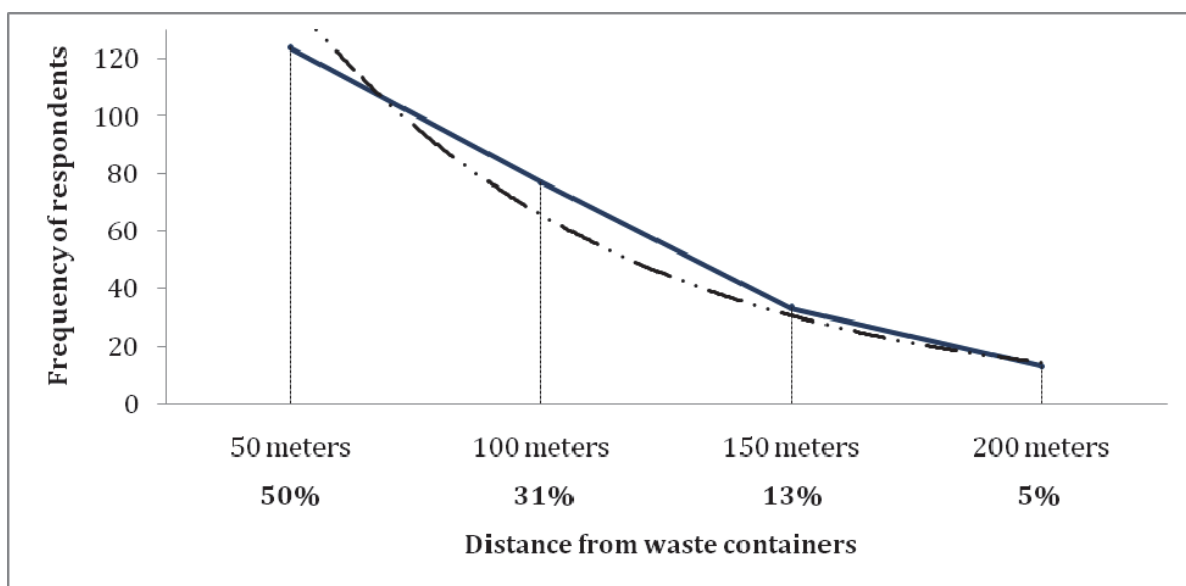 Frequency of respondents
120
100
80
60
40
20
0
50 meters 100 meters 150 meters 200 meters
50% 31% 13% 5%
Distance from waste containers